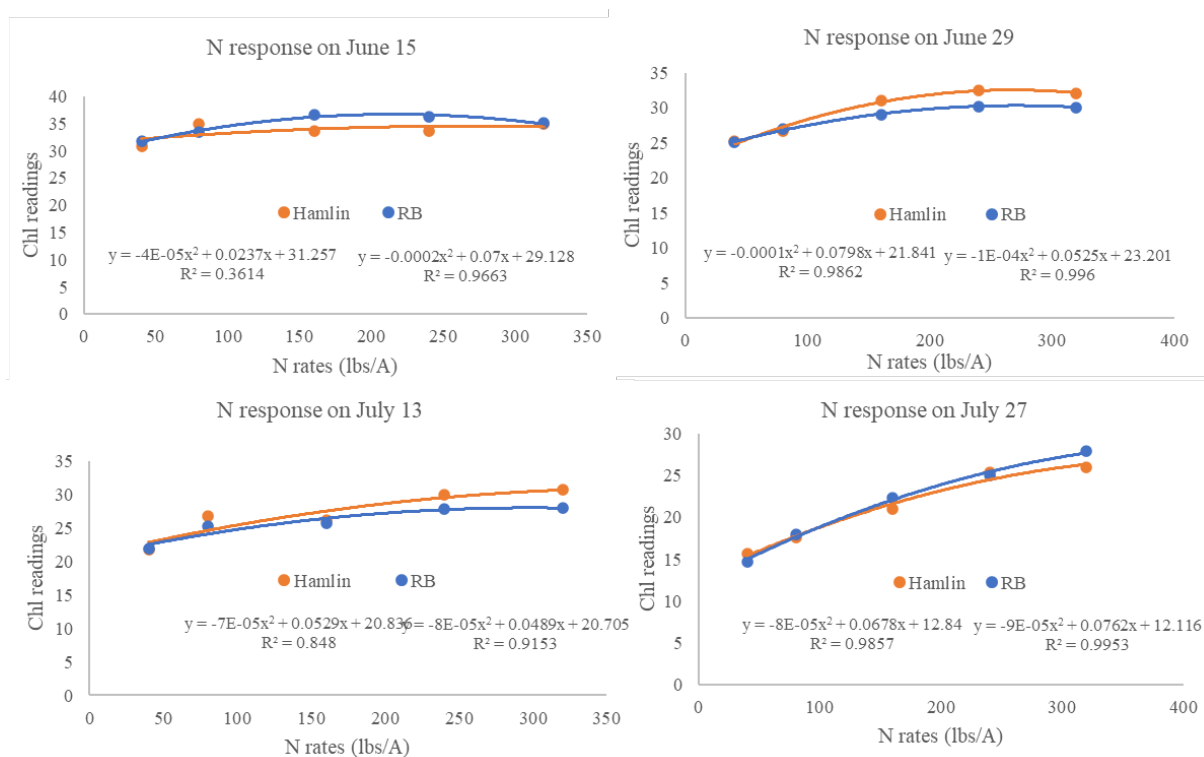 N response on June 15
40
35
30
25
20
15
10
5
0
Chl readings
Hamlin RB
y = -4E-05x² + 0.0237x + 31.257
R² = 0.3614
y = -0.0002x² + 0.07x + 29.128
R² = 0.9663
0 50 100 150 200 250 300 350
N rates (lbs/A)
N response on June 29
35
30
25
20
15
10
5
0
Chl readings
Hamlin RB
y = -0.0001x² + 0.0798x + 21.841
R² = 0.9862
y = -1E-04x² + 0.0525x + 23.201
R² = 0.996
0 100 200 300 400
N rates (lbs/A)
N response on July 13
35
30
25
20
15
10
5
0
Chl readings
Hamlin RB
y = -7E-05x² + 0.0529x + 20.836
R² = 0.848
y = -8E-05x² + 0.0489x + 20.705
R² = 0.9153
0 50 100 150 200 250 300 350
N rates (lbs/A)
N response on July 27
30
25
20
15
10
5
0
Chl readings
Hamlin RB
y = -8E-05x² + 0.0678x + 12.84
R² = 0.9857
y = -9E-05x² + 0.0762x + 12.116
R² = 0.9953
0 100 200 300 400
N rates (lbs/A)